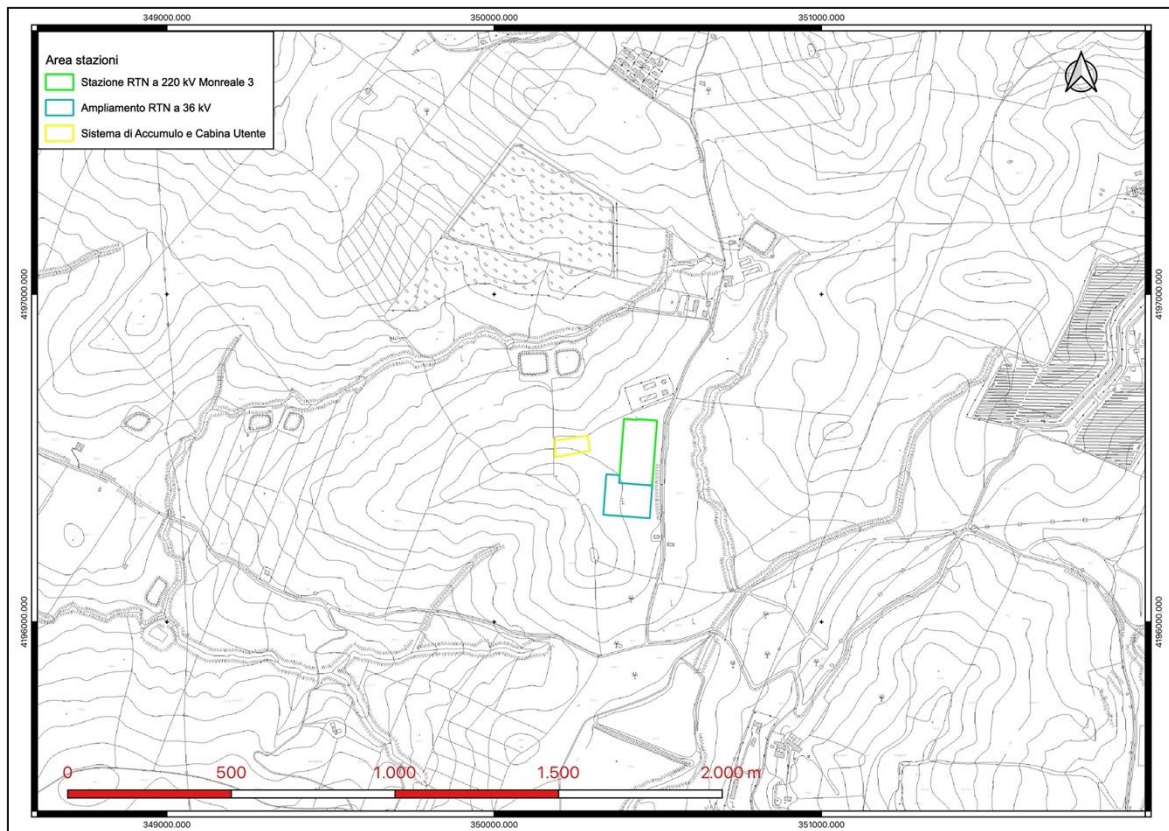 349000.000 350000.000 351000.000
Area stazioni
Stazione RTN a 220 kV Monreale 3
Ampliamento RTN a 36 kV
Sistema di Accumulo e Cabina Utente
4197000.000 4197000.000
4196000.000 4196000.000
0 500 1.000 1.500 2.000 m
349000.000 350000.000 351000.000